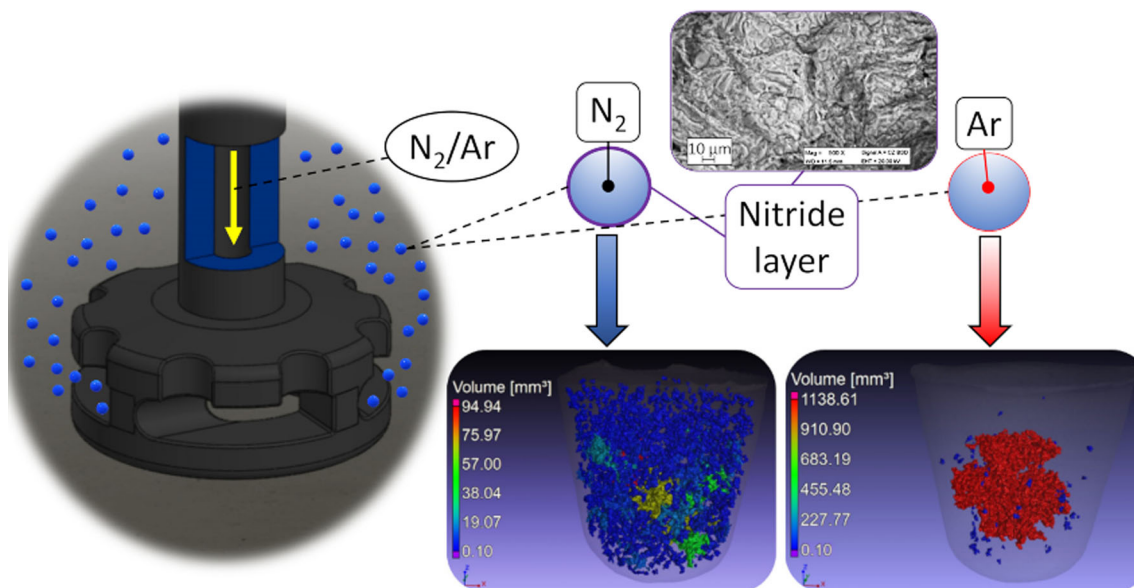 N₂/Ar
N₂
10 μm
Ar
Nitride
layer
Volume [mm³]
94.94
75.97
57.00
38.04
19.07
0.10
Volume [mm³]
1138.61
910.90
683.19
455.48
227.77
0.10